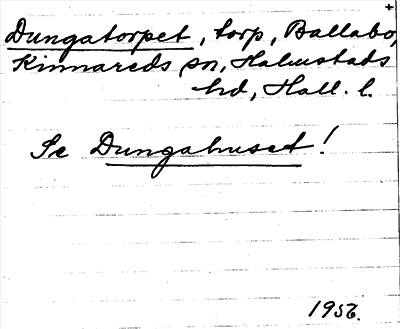 +
Dungatorpet, torp, Ballabo,
Kinnareds sn, Halmstads
hd, Hall. l.
Se Dungahuset!
1956.